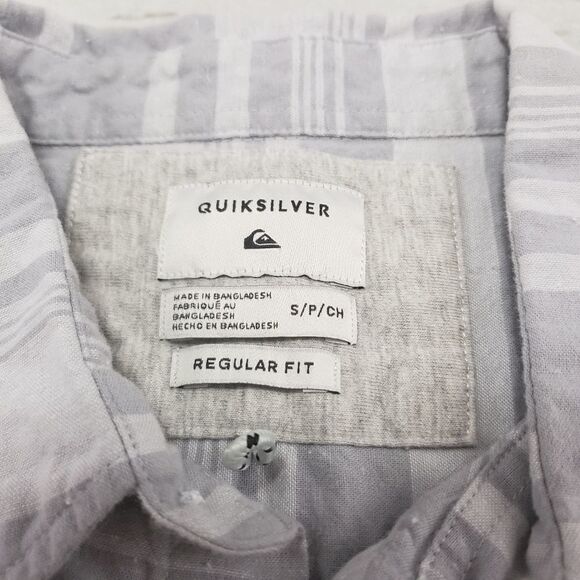 QUIKSILVER
MADE IN BANGLADESH
FABRIQUÉ AU
BANGLADESH
HECHO EN BANGLADESH
S/P/CH
REGULAR FIT